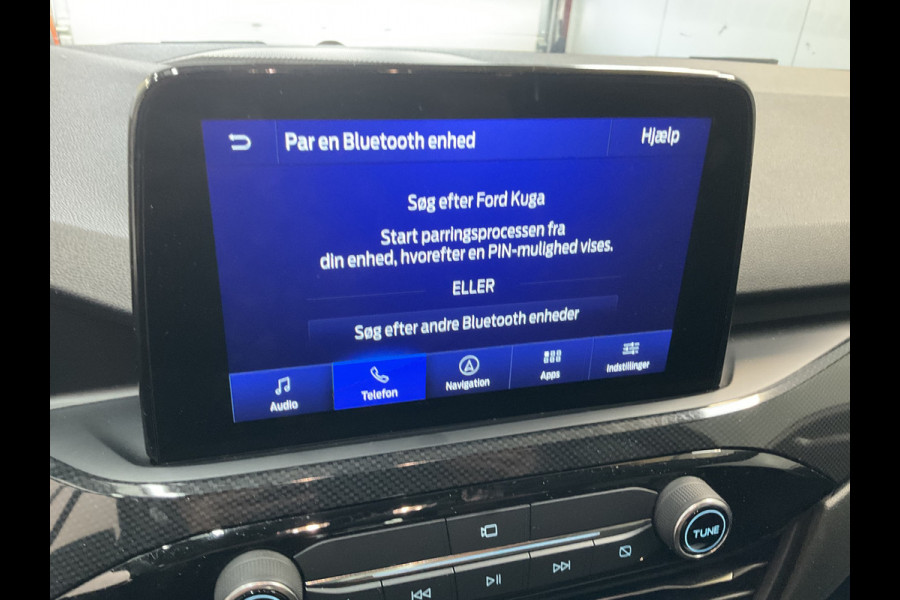 Par en Bluetooth enhed
Hjælp
Søg efter Ford Kuga
Start parringsprocessen fra
din enhed, hvorefter en PIN-mulighed vises.
ELLER
Søg efter andre Bluetooth enheder
Audio
Telefon
Navigation
Apps
Indstillinger
TUNE